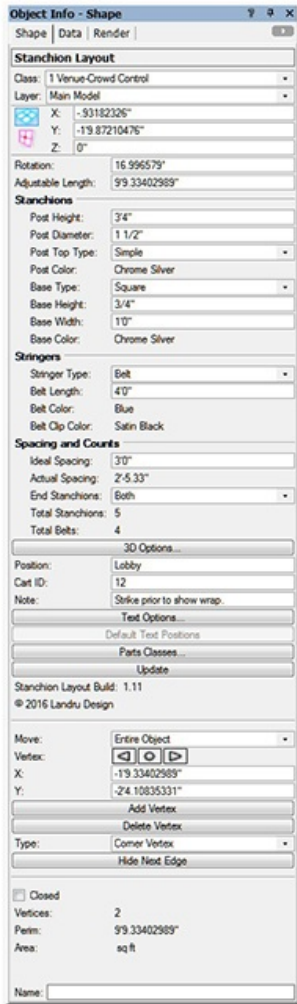 Object Info - Shape
Shape Data Render
Stanchion Layout
Class: 1 Venue-Crowd Control
Layer: Main Model
X: -.93182326"
Y: -1'9.87210476"
Z: 0"
Rotation: 16.996579°
Adjustable Length: 9'9.33402989"
Stanchions
Post Height: 3'4"
Post Diameter: 1 1/2"
Post Top Type: Simple
Post Color: Chrome Silver
Base Type: Square
Base Height: 3/4"
Base Width: 1'0"
Base Color: Chrome Silver
Stringers
Stringer Type: Belt
Belt Length: 4'0"
Belt Color: Blue
Belt Clip Color: Satin Black
Spacing and Counts
Ideal Spacing: 3'0"
Actual Spacing: 2'-5.33"
End Stanchions: Both
Total Stanchions: 5
Total Belts: 4
3D Options...
Position: Lobby
Cart ID: 12
Note: Strike prior to show wrap.
Text Options...
Default Text Positions
Parts Classes...
Update
Stanchion Layout Build: 1.11
© 2016 Landru Design
Move: Entire Object
Vertex:
X: -1'9.33402989"
Y: -2'4.10835331"
Add Vertex
Delete Vertex
Type: Corner Vertex
Hide Next Edge
Closed
Vertices: 2
Perim: 9'9.33402989"
Area: sq ft
Name: